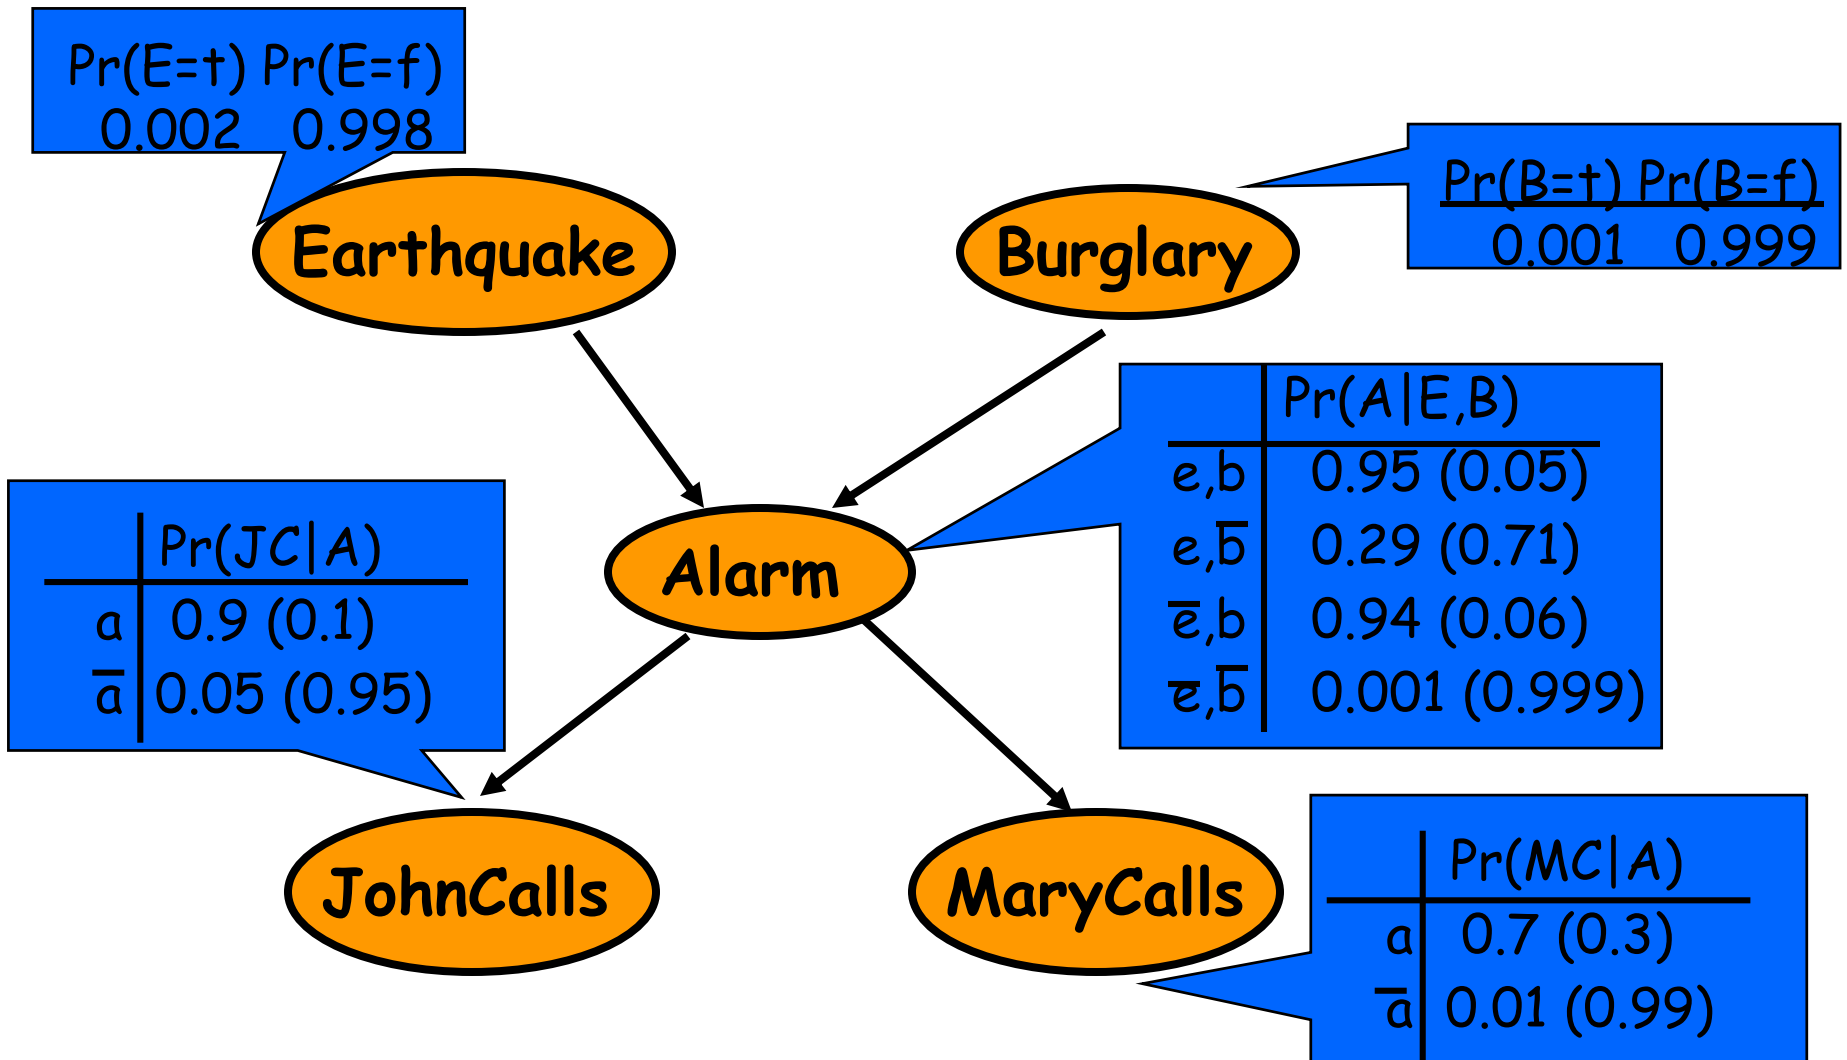 Pr(E=t) Pr(E=f)
0.002 0.998
Pr(B=t) Pr(B=f)
0.001 0.999
Earthquake
Burglary
Pr(A|E,B)
e,b 0.95 (0.05)
e,b̅ 0.29 (0.71)
e̅,b 0.94 (0.06)
e̅,b̅ 0.001 (0.999)
Pr(JC|A)
a 0.9 (0.1)
a̅ 0.05 (0.95)
Alarm
JohnCalls
MaryCalls
Pr(MC|A)
a 0.7 (0.3)
a̅ 0.01 (0.99)